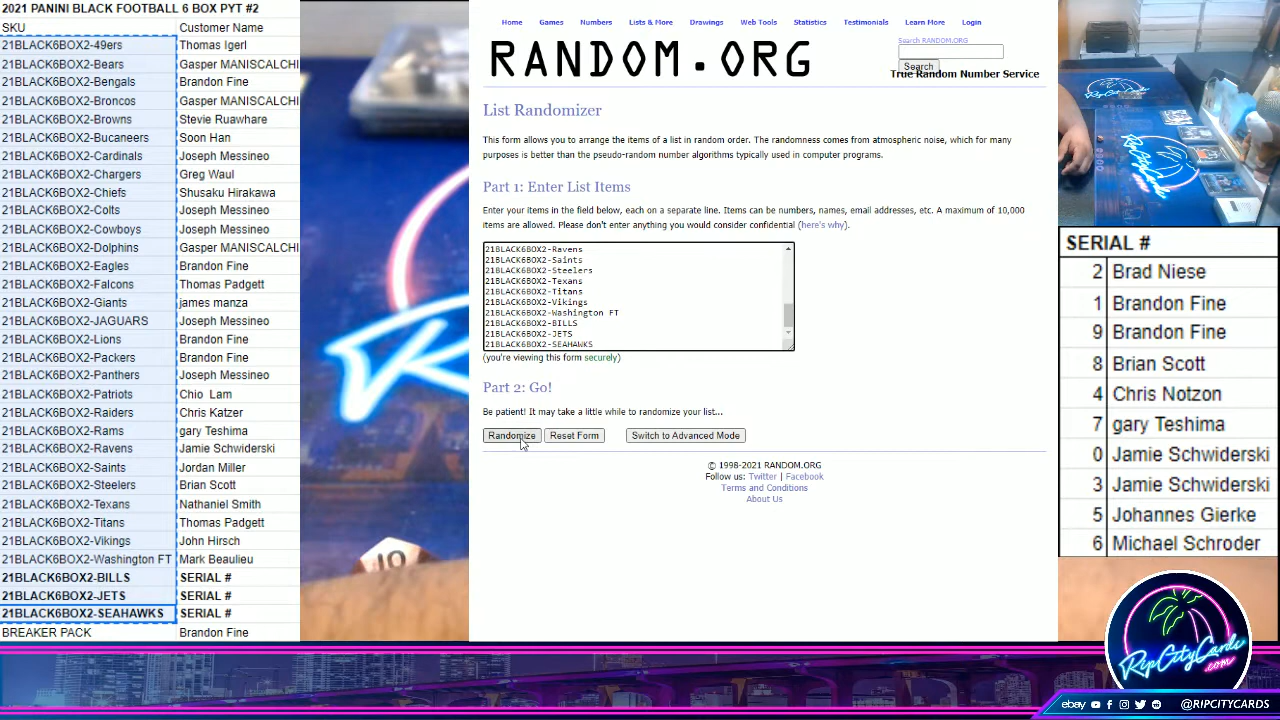 2021 PANINI BLACK FOOTBALL 6 BOX PYT #2
SKU Customer Name
21BLACK6BOX2-49ers Thomas Igerl
21BLACK6BOX2-Bears Gasper MANISCALCHI
21BLACK6BOX2-Bengals Brandon Fine
21BLACK6BOX2-Broncos Gasper MANISCALCHI
21BLACK6BOX2-Browns Stevie Ruawhare
21BLACK6BOX2-Bucaneers Soon Han
21BLACK6BOX2-Cardinals Joseph Messineo
21BLACK6BOX2-Chargers Greg Waul
21BLACK6BOX2-Chiefs Shusaku Hirakawa
21BLACK6BOX2-Colts Joseph Messineo
21BLACK6BOX2-Cowboys Joseph Messineo
21BLACK6BOX2-Dolphins Gasper MANISCALCHI
21BLACK6BOX2-Eagles Brandon Fine
21BLACK6BOX2-Falcons Thomas Padgett
21BLACK6BOX2-Giants james manza
21BLACK6BOX2-JAGUARS Joseph Messineo
21BLACK6BOX2-Lions Brandon Fine
21BLACK6BOX2-Packers Brandon Fine
21BLACK6BOX2-Panthers Joseph Messineo
21BLACK6BOX2-Patriots Chio Lam
21BLACK6BOX2-Raiders Chris Katzer
21BLACK6BOX2-Rams gary Teshima
21BLACK6BOX2-Ravens Jamie Schwiderski
21BLACK6BOX2-Saints Jordan Miller
21BLACK6BOX2-Steelers Brian Scott
21BLACK6BOX2-Texans Nathaniel Smith
21BLACK6BOX2-Titans Thomas Padgett
21BLACK6BOX2-Vikings John Hirsch
21BLACK6BOX2-Washington FT Mark Beaulieu
21BLACK6BOX2-BILLS SERIAL #
21BLACK6BOX2-JETS SERIAL #
21BLACK6BOX2-SEAHAWKS SERIAL #
BREAKER PACK Brandon Fine
Home Games Numbers Lists & More Drawings Web Tools Statistics Testimonials Learn More Login
RANDOM.ORG
Search RANDOM.ORG
Search
True Random Number Service
List Randomizer
This form allows you to arrange the items of a list in random order. The randomness comes from atmospheric noise, which for many
purposes is better than the pseudo-random number algorithms typically used in computer programs.
Part 1: Enter List Items
Enter your items in the field below, each on a separate line. Items can be numbers, names, email addresses, etc. A maximum of 10,000
items are allowed. Please don't enter anything you would consider confidential (here's why).
21BLACK6BOX2-Ravens
21BLACK6BOX2-Saints
21BLACK6BOX2-Steelers
21BLACK6BOX2-Texans
21BLACK6BOX2-Titans
21BLACK6BOX2-Vikings
21BLACK6BOX2-Washington FT
21BLACK6BOX2-BILLS
21BLACK6BOX2-JETS
21BLACK6BOX2-SEAHAWKS
(you're viewing this form securely)
Part 2: Go!
Be patient! It may take a little while to randomize your list...
Randomize Reset Form Switch to Advanced Mode
© 1998-2021 RANDOM.ORG
Follow us: Twitter | Facebook
Terms and Conditions
About Us
SERIAL #
2 Brad Niese
1 Brandon Fine
9 Brandon Fine
8 Brian Scott
4 Chris Notzon
7 gary Teshima
0 Jamie Schwiderski
3 Jamie Schwiderski
5 Johannes Gierke
6 Michael Schroder
10
RipCityCards
.com
ebay @RIPCITYCARDS